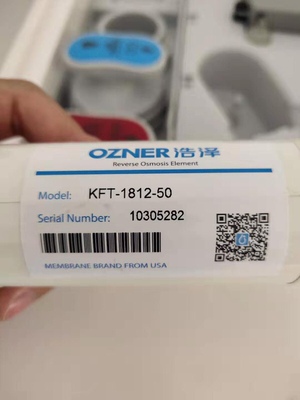 OZNER 浩泽
Reverse Osmosis Element
Model: KFT-1812-50
Serial Number: 10305282
MEMBRANE BRAND FROM USA